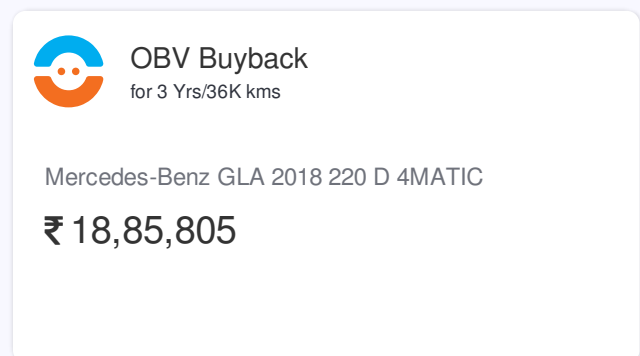 OBV Buyback
for 3 Yrs/36K kms
Mercedes-Benz GLA 2018 220 D 4MATIC
₹ 18,85,805